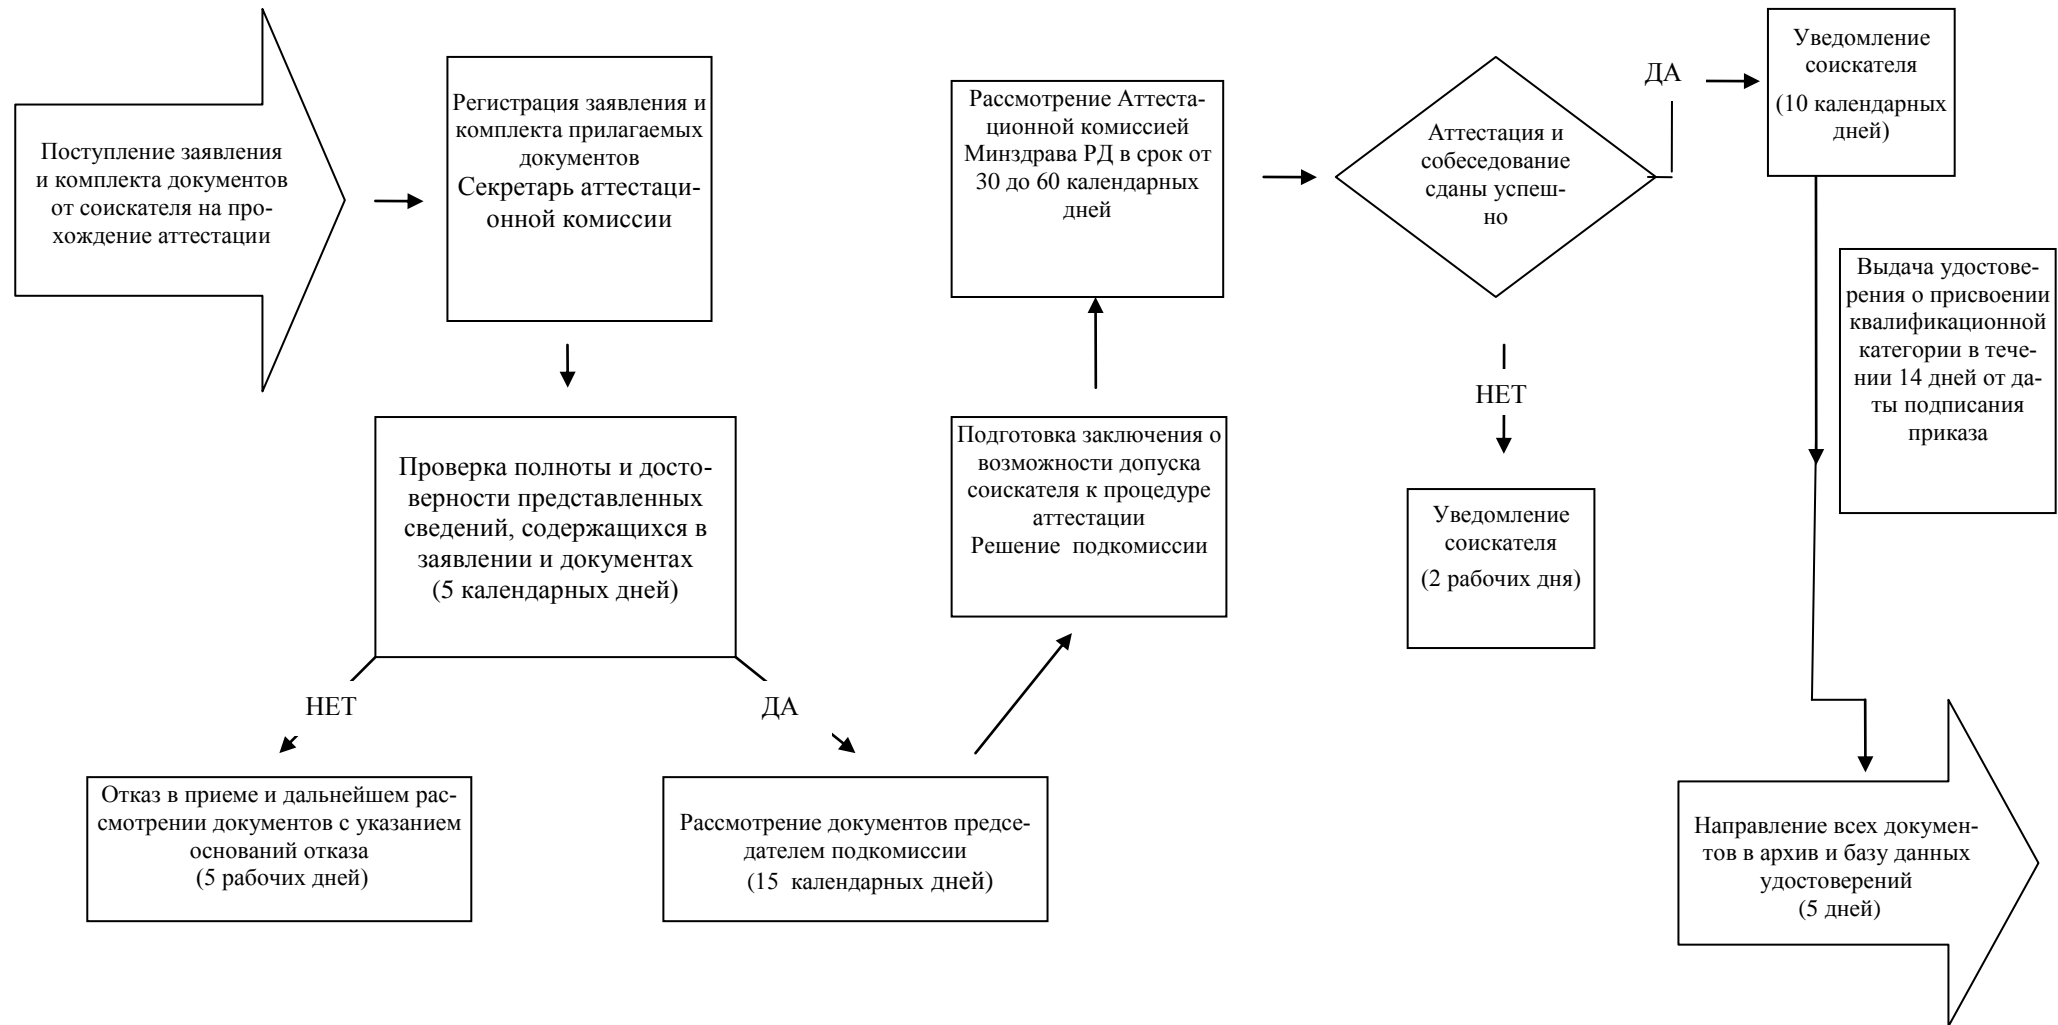 Поступление заявления
и комплекта документов
от соискателя на про-
хождение аттестации
Регистрация заявления и
комплекта прилагаемых
документов
Секретарь аттестаци-
онной комиссии
Проверка полноты и досто-
верности представленных
сведений, содержащихся в
заявлении и документах
(5 календарных дней)
НЕТ
ДА
Отказ в приеме и дальнейшем рас-
смотрении документов с указанием
оснований отказа
(5 рабочих дней)
Рассмотрение документов предсе-
дателем подкомиссии
(15 календарных дней)
Подготовка заключения о
возможности допуска
соискателя к процедуре
аттестации
Решение подкомиссии
Рассмотрение Аттеста-
ционной комиссией
Минздрава РД в срок от
30 до 60 календарных
дней
Аттестация и
собеседование
сданы успеш-
но
ДА
НЕТ
Уведомление
соискателя
(2 рабочих дня)
Уведомление
соискателя
(10 календарных
дней)
Выдача удостове-
рения о присвоении
квалификационной
категории в тече-
нии 14 дней от да-
ты подписания
приказа
Направление всех докумен-
тов в архив и базу данных
удостоверений
(5 дней)